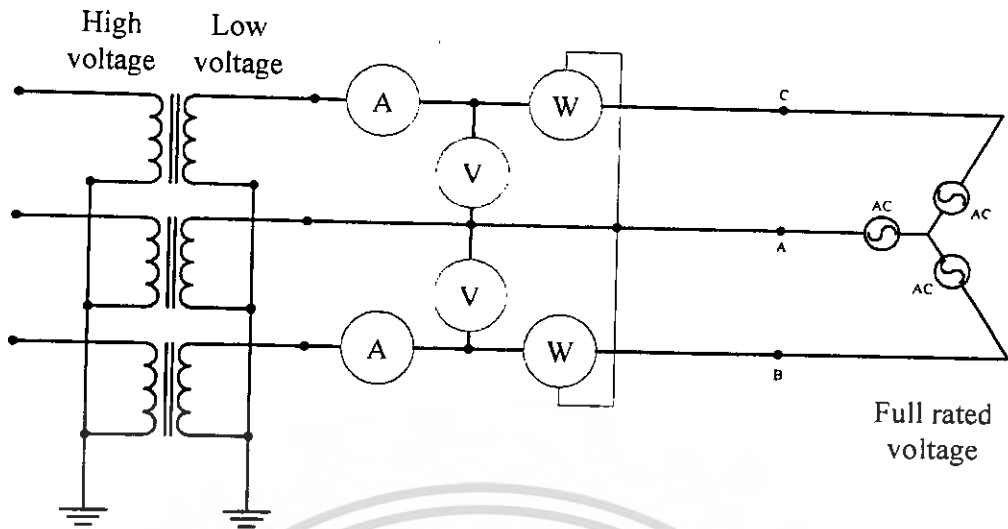 High
voltage
Low
voltage
A
W
C
V
AC
AC
A
V
AC
A
W
B
Full rated
voltage